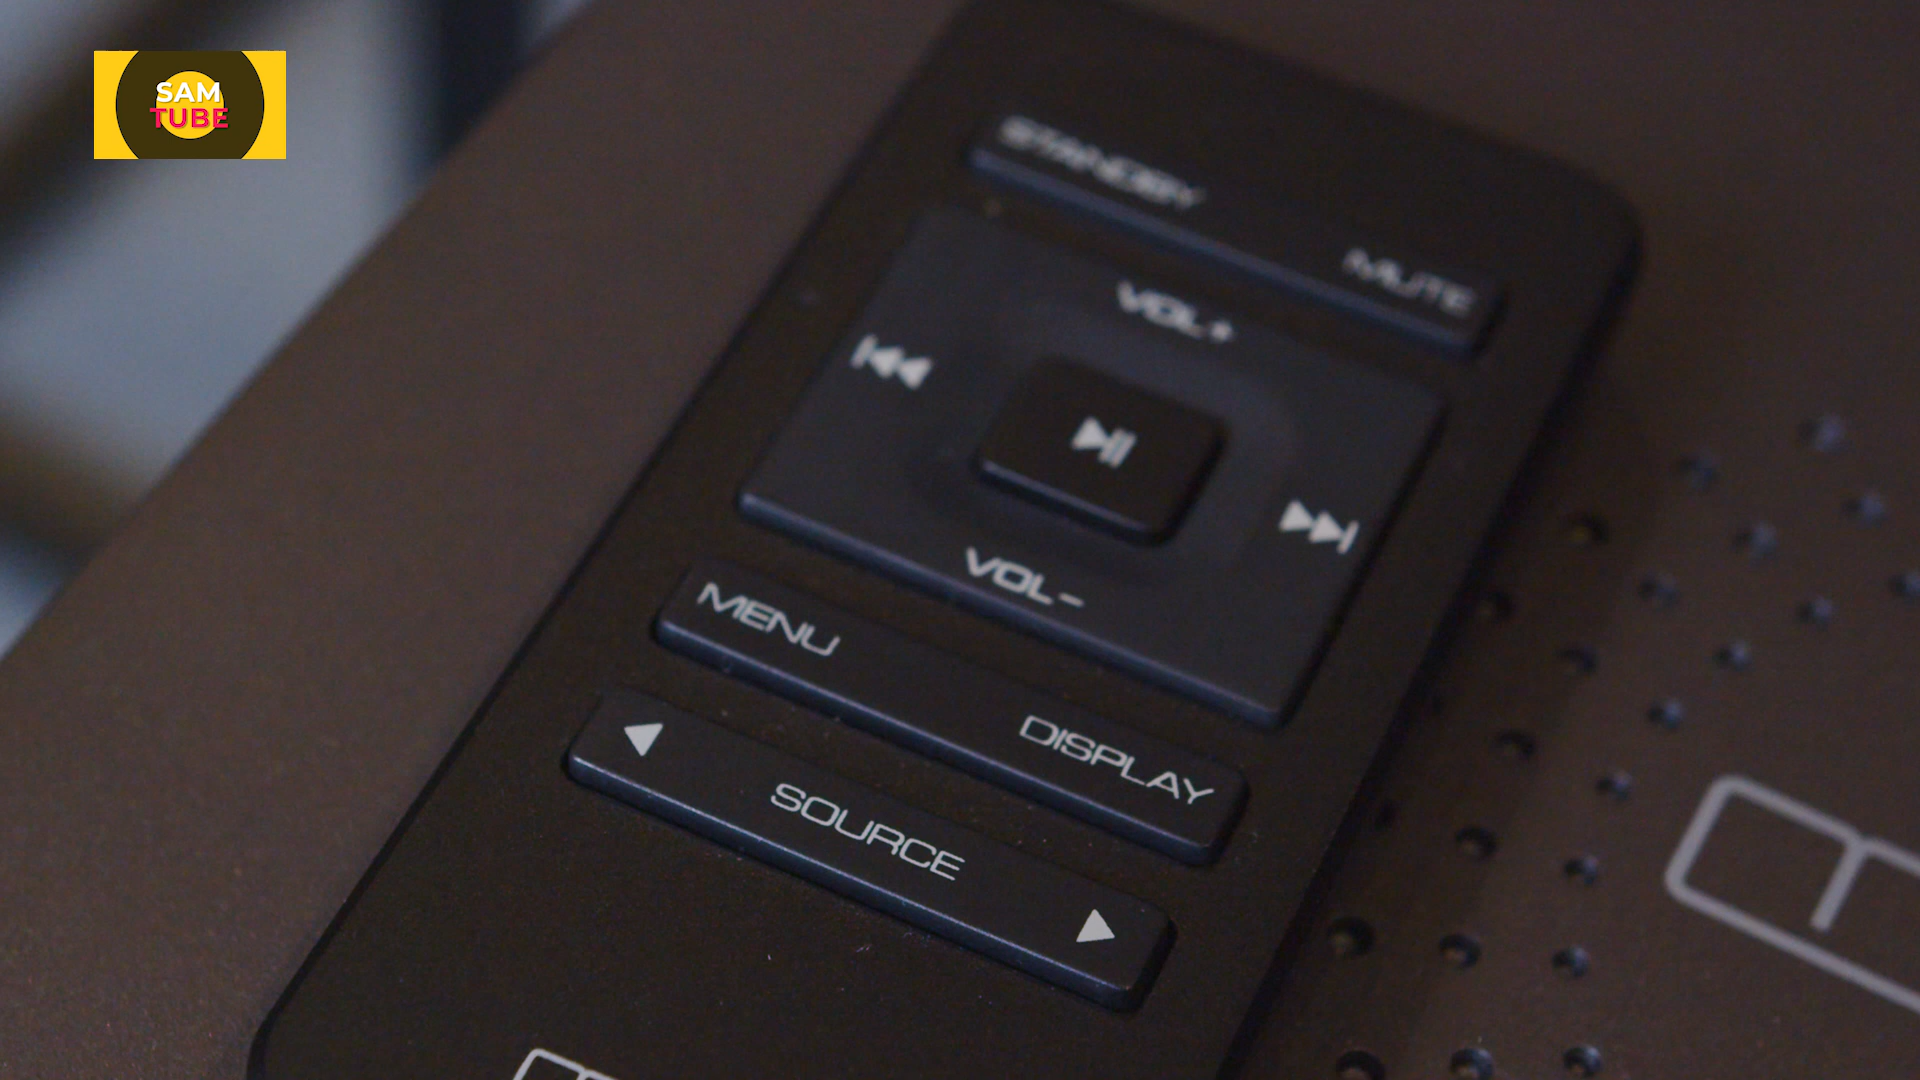 SAM
TUBE
STANDBY
MUTE
VOL+
VOL-
MENU
DISPLAY
SOURCE